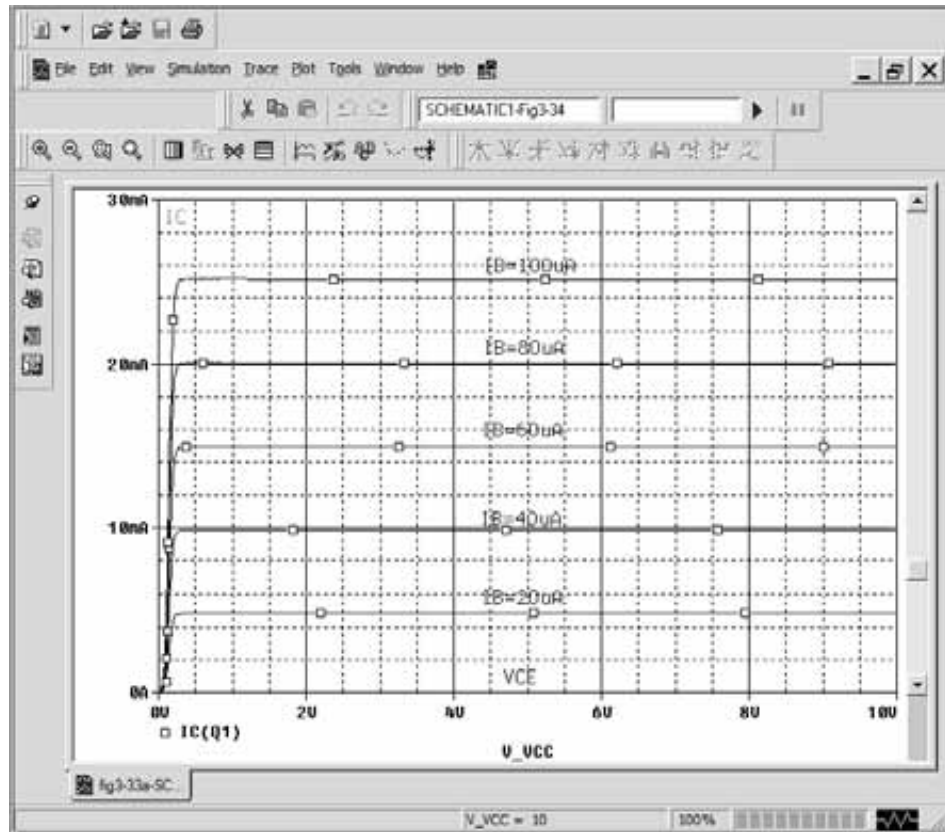 File Edit View Simulation Trace Plot Tools Window Help
SCHEMATIC1-Fig3-34
30mA
IC
IB=100uA
20mA
IB=80uA
IB=60uA
10mA
IB=40uA
IB=20uA
0A
VCE
0V 2V 4V 6V 8V 10V
IC(Q1)
V_VCC
fig3-33a-SC...
V_VCC = 10 100%